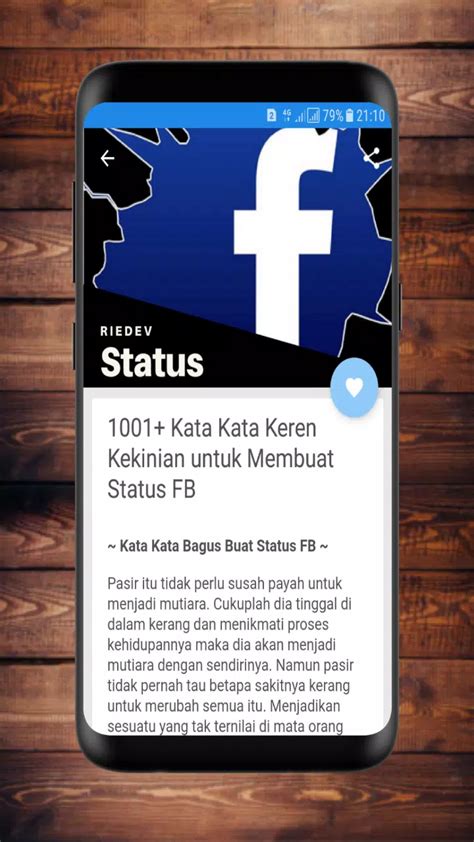 2 4G 79% 21:10
f
RIEDEV
Status
1001+ Kata Kata Keren
Kekinian untuk Membuat
Status FB
~ Kata Kata Bagus Buat Status FB ~
Pasir itu tidak perlu susah payah untuk
menjadi mutiara. Cukuplah dia tinggal di
dalam kerang dan menikmati proses
kehidupannya maka dia akan menjadi
mutiara dengan sendirinya. Namun pasir
tidak pernah tau betapa sakitnya kerang
untuk merubah semua itu. Menjadikan
sesuatu yang tak ternilai di mata orang